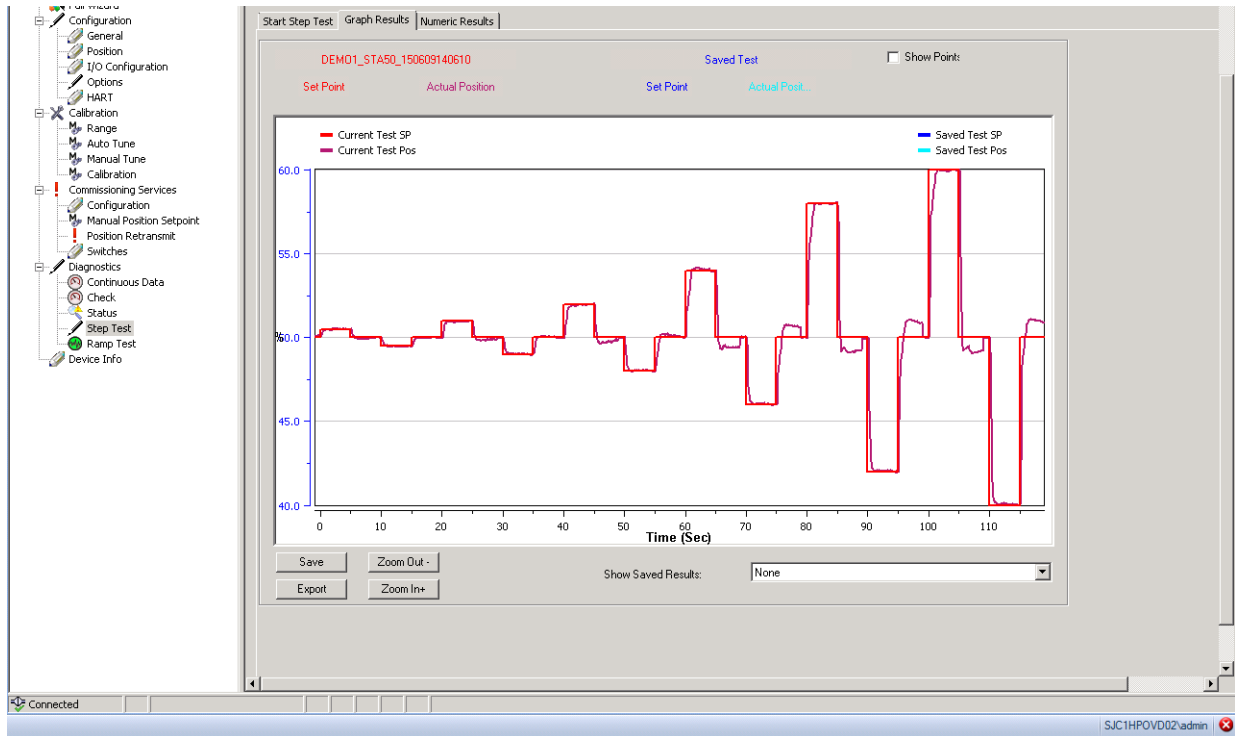 Full Wizard
Configuration
General
Position
I/O Configuration
Options
HART
Calibration
Range
Auto Tune
Manual Tune
Calibration
Commissioning Services
Configuration
Manual Position Setpoint
Position Retransmit
Switches
Diagnostics
Continuous Data
Check
Status
Step Test
Ramp Test
Device Info
Start Step Test Graph Results Numeric Results
DEMO1_STA50_150609140610 Saved Test Show Points
Set Point Actual Position Set Point Actual Posit...
Current Test SP Saved Test SP
Current Test Pos Saved Test Pos
60.0
55.0
%50.0
45.0
40.0
0 10 20 30 40 50 60 70 80 90 100 110
Time (Sec)
Save Zoom Out -
Show Saved Results: None
Export Zoom In+
Connected
SJC1HPOVD02\admin